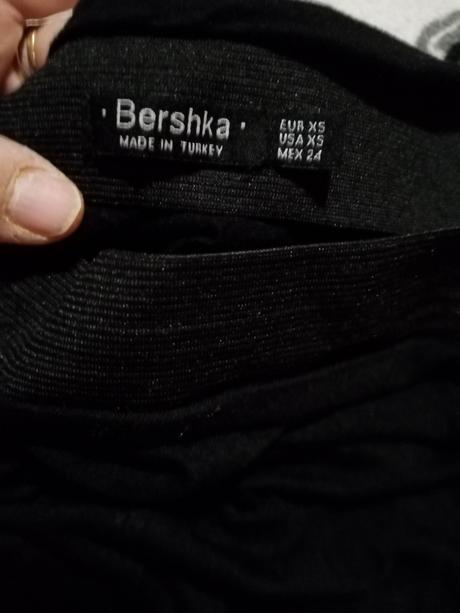 · Bershka ·
MADE IN TURKEY
EUR XS
USA XS
MEX 24